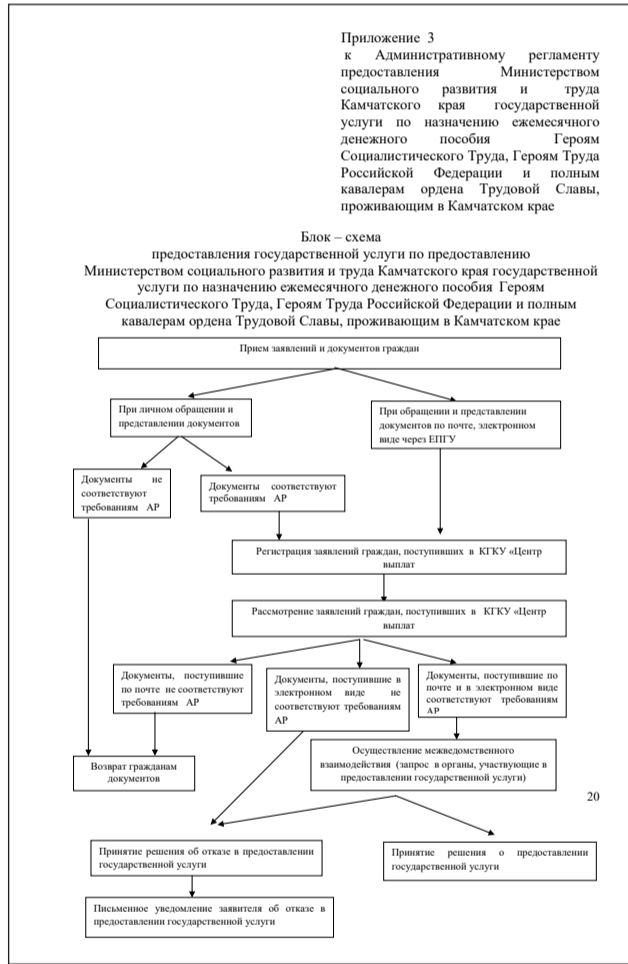 Приложение 3
к Административному регламенту
предоставления Министерством
социального развития и труда
Камчатского края государственной
услуги по назначению ежемесячного
денежного пособия Героям
Социалистического Труда, Героям Труда
Российской Федерации и полным
кавалерам ордена Трудовой Славы,
проживающим в Камчатском крае
Блок – схема
предоставления государственной услуги по предоставлению
Министерством социального развития и труда Камчатского края государственной
услуги по назначению ежемесячного денежного пособия Героям
Социалистического Труда, Героям Труда Российской Федерации и полным
кавалерам ордена Трудовой Славы, проживающим в Камчатском крае
Прием заявлений и документов граждан
При личном обращении и
представлении документов
При обращении и представлении
документов по почте, электронном
виде через ЕПГУ
Документы не
соответствуют
требованиям АР
Документы соответствуют
требованиям АР
Регистрация заявлений граждан, поступивших в КГКУ «Центр
выплат
Рассмотрение заявлений граждан, поступивших в КГКУ «Центр
выплат
Документы, поступившие
по почте не соответствуют
требованиям АР
Документы, поступившие в
электронном виде не
соответствуют требованиям
АР
Документы, поступившие по
почте и в электронном виде
соответствуют требованиям
АР
Возврат гражданам
документов
Осуществление межведомственного
взаимодействия (запрос в органы, участвующие в
предоставлении государственной услуги)
20
Принятие решения об отказе в предоставлении
государственной услуги
Принятие решения о предоставлении
государственной услуги
Письменное уведомление заявителя об отказе в
предоставлении государственной услуги